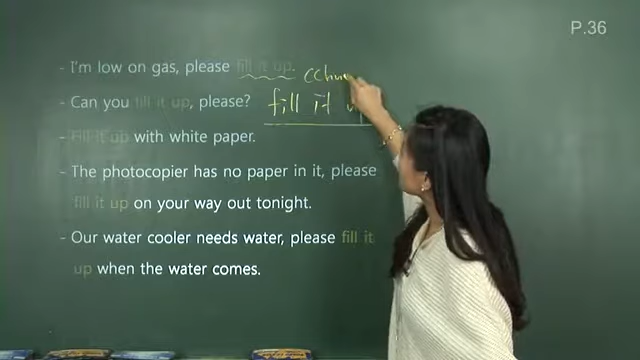 P.36
- I'm low on gas, please fill it up.
- Can you fill it up, please?
fill it
- Fill it up with white paper.
- The photocopier has no paper in it, please
fill it up on your way out tonight.
- Our water cooler needs water, please fill it
up when the water comes.